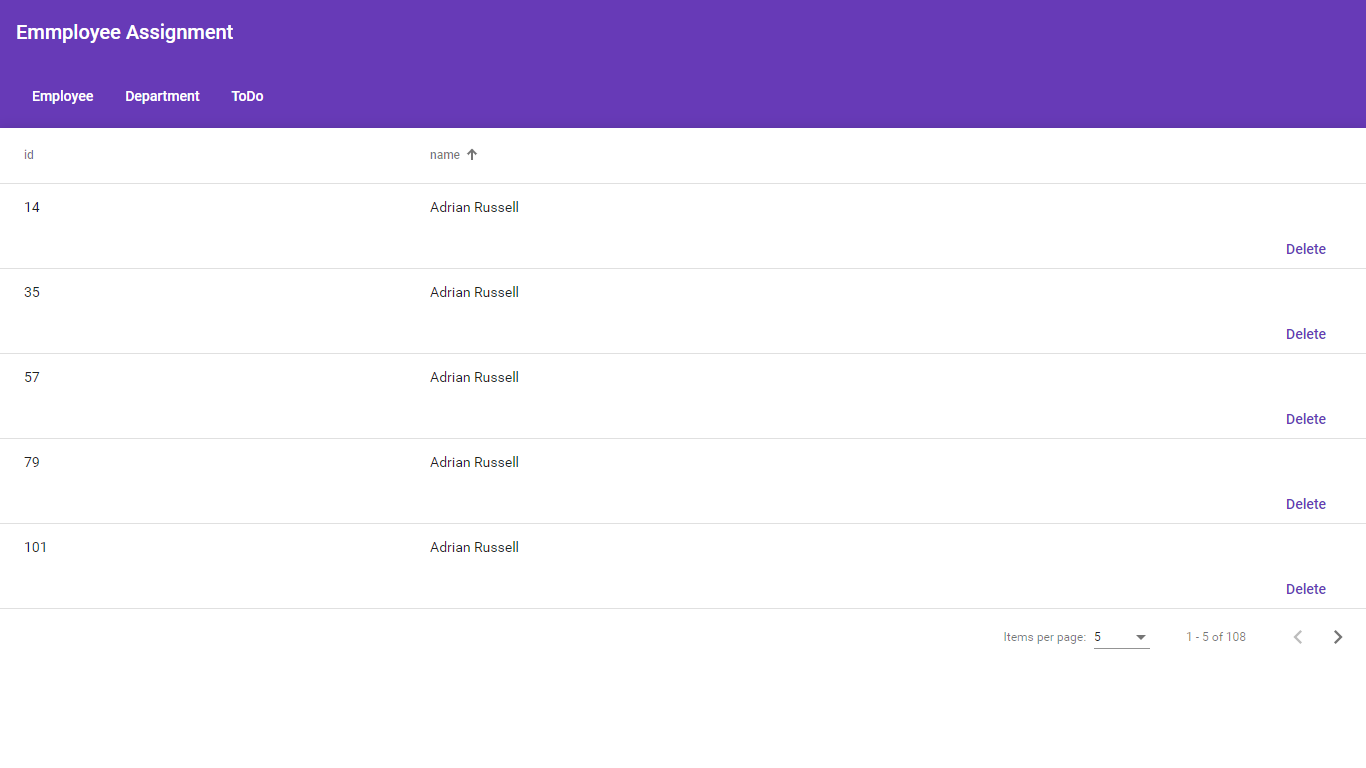 Emmployee Assignment
Employee Department ToDo
id name
14 Adrian Russell
Delete
35 Adrian Russell
Delete
57 Adrian Russell
Delete
79 Adrian Russell
Delete
101 Adrian Russell
Delete
Items per page: 5 1 - 5 of 108